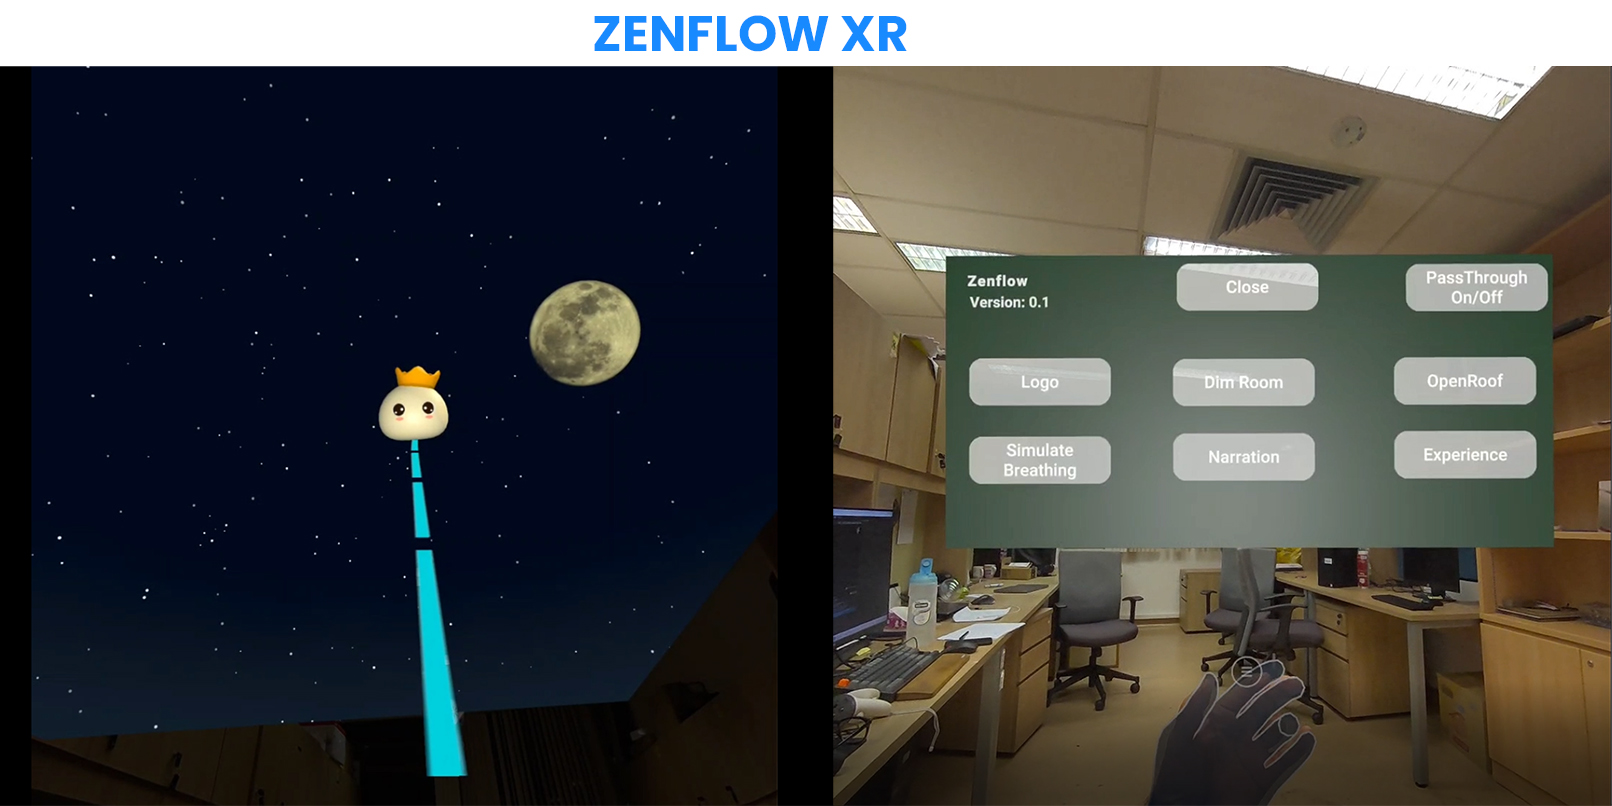 ZENFLOW XR
Zenflow
Version: 0.1
Close
PassThrough
On/Off
Logo
Dim Room
OpenRoof
Simulate
Breathing
Narration
Experience